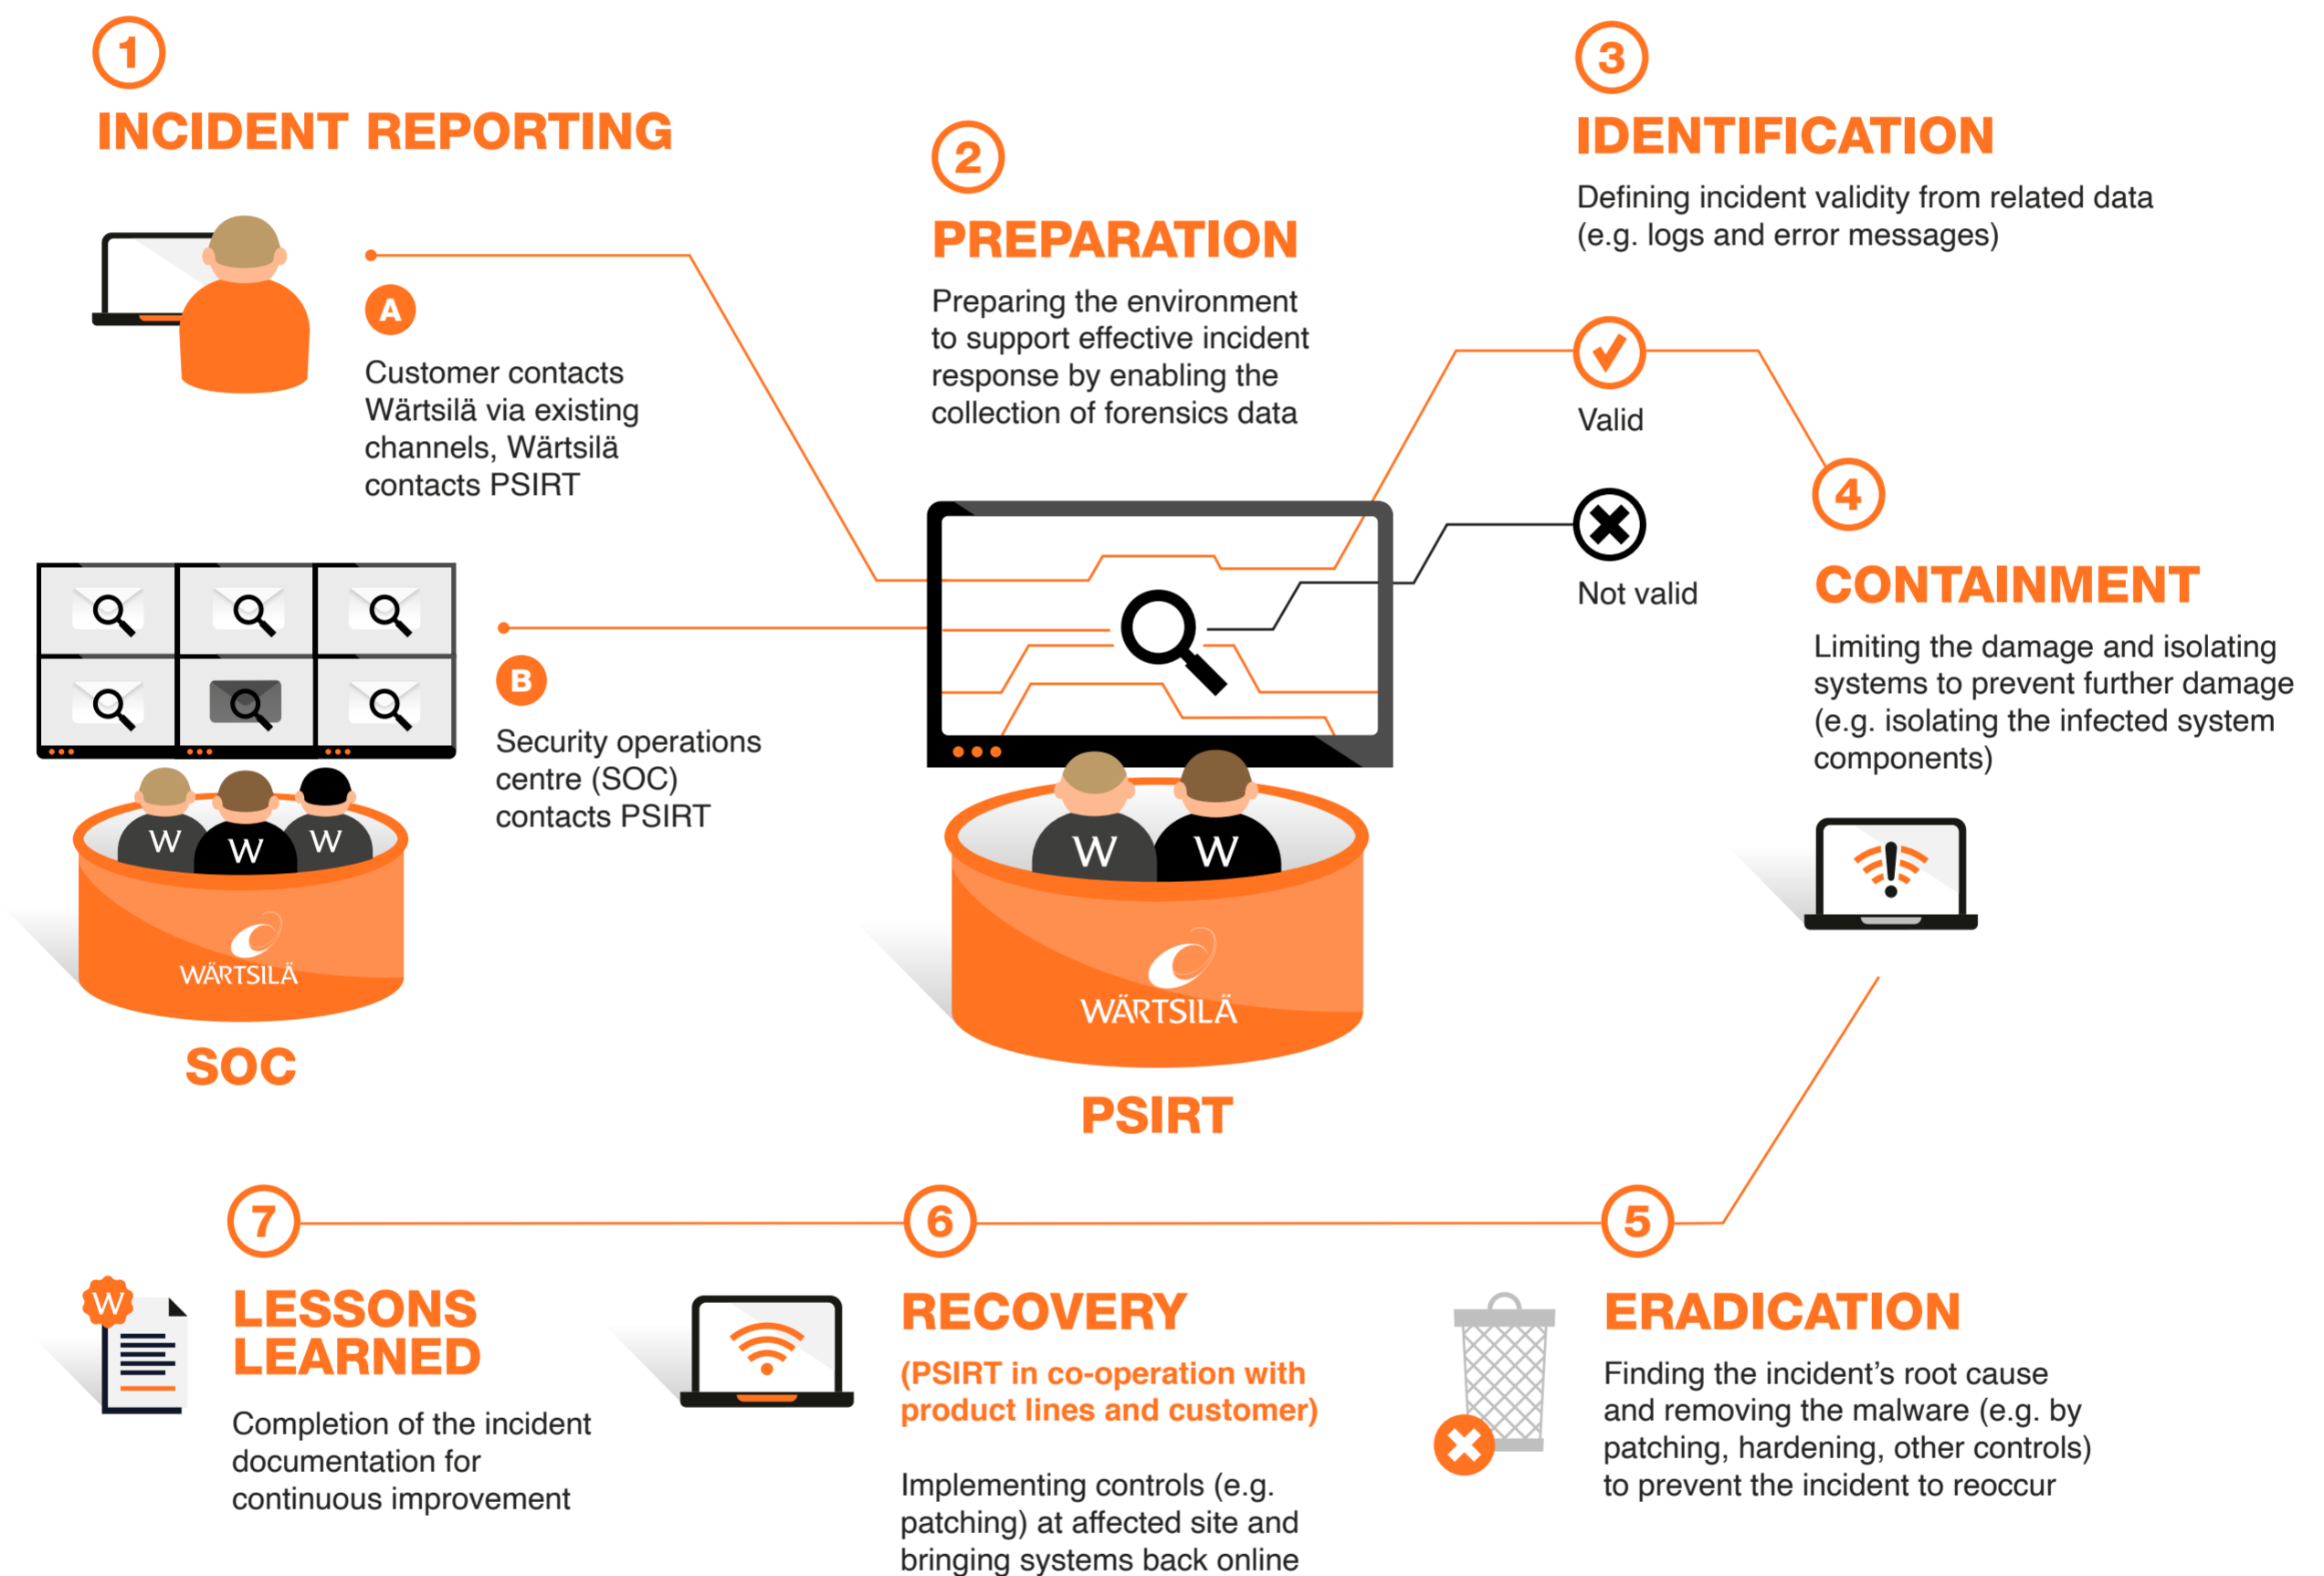 1
INCIDENT REPORTING
A
Customer contacts
Wärtsilä via existing
channels, Wärtsilä
contacts PSIRT
B
Security operations
centre (SOC)
contacts PSIRT
W
W
W
WÄRTSILÄ
SOC
2
PREPARATION
Preparing the environment
to support effective incident
response by enabling the
collection of forensics data
W
W
WÄRTSILÄ
PSIRT
3
IDENTIFICATION
Defining incident validity from related data
(e.g. logs and error messages)
Valid
Not valid
4
CONTAINMENT
Limiting the damage and isolating
systems to prevent further damage
(e.g. isolating the infected system
components)
5
ERADICATION
Finding the incident’s root cause
and removing the malware (e.g. by
patching, hardening, other controls)
to prevent the incident to reoccur
6
RECOVERY
(PSIRT in co-operation with
product lines and customer)
Implementing controls (e.g.
patching) at affected site and
bringing systems back online
7
W
LESSONS
LEARNED
Completion of the incident
documentation for
continuous improvement